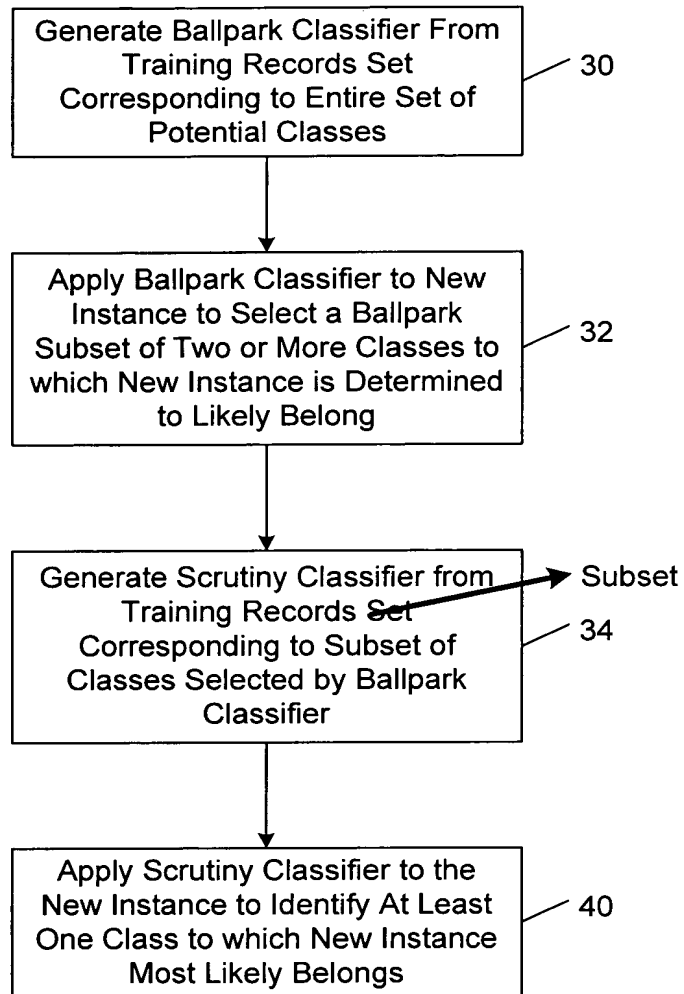 Generate Ballpark Classifier From
Training Records Set
Corresponding to Entire Set of
Potential Classes
30
Apply Ballpark Classifier to New
Instance to Select a Ballpark
Subset of Two or More Classes to
which New Instance is Determined
to Likely Belong
32
Generate Scrutiny Classifier from
Training Records Set
Corresponding to Subset of
Classes Selected by Ballpark
Classifier
Subset
34
Apply Scrutiny Classifier to the
New Instance to Identify At Least
One Class to which New Instance
Most Likely Belongs
40